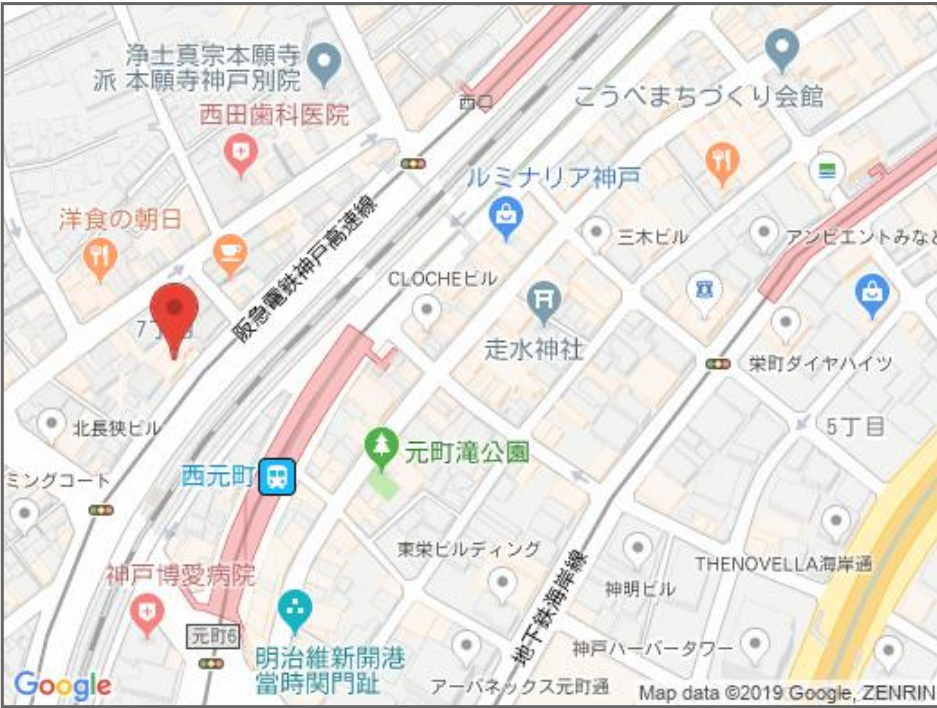 浄土真宗本願寺
派 本願寺神戸別院
西口
こうべまちづくり会館
西田歯科医院
ルミナリア神戸
洋食の朝日
三木ビル
アンビエントみなと
阪急電鉄神戸高速線
CLOCHEビル
走水神社
栄町ダイヤハイツ
北長狭ビル
5丁目
元町滝公園
西元町
ミングコート
東栄ビルディング
THENOVELLA海岸通
神戸博愛病院
神明ビル
地下鉄海岸線
元町6
神戸ハーバータワー
明治維新開港
當時関門趾
アーバネックス元町通
Google
Map data ©2019 Google, ZENRIN